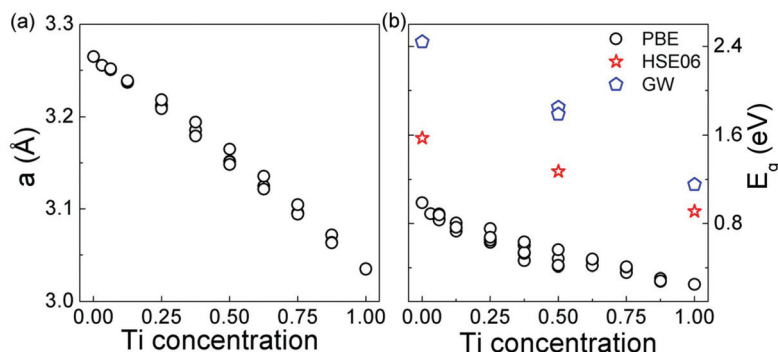 (a)
3.3
3.2
3.1
3.0
a (Å)
0.00 0.25 0.50 0.75 1.00
Ti concentration
(b)
PBE
HSE06
GW
2.4
1.6
0.8
E_g (eV)
0.00 0.25 0.50 0.75 1.00
Ti concentration